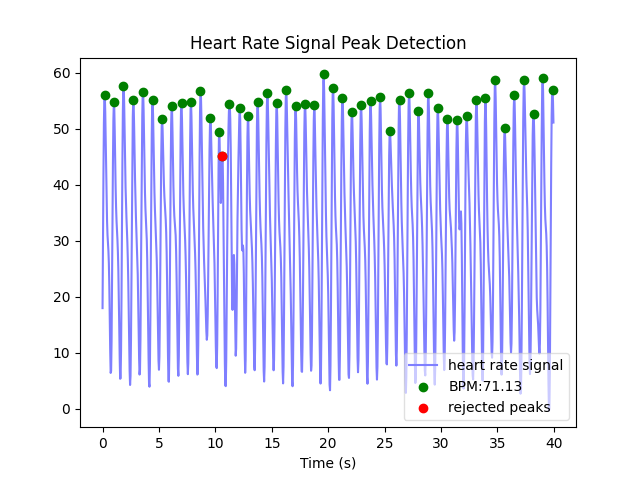 Heart Rate Signal Peak Detection
60
50
40
30
20
10
0
heart rate signal
BPM:71.13
rejected peaks
0 5 10 15 20 25 30 35 40
Time (s)